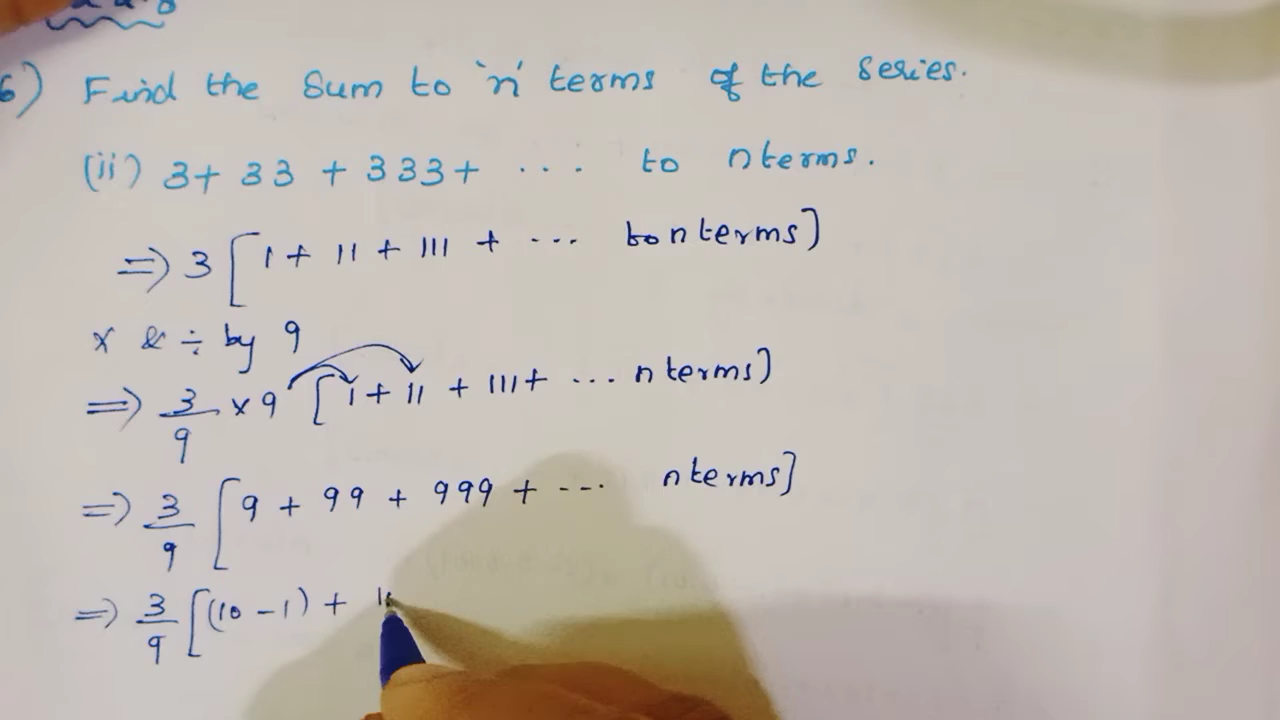 6) Find the Sum to 'n' terms of the series.
(ii) 3+ 33 + 333+ ... to n terms.
=> 3 [ 1 + 11 + 111 + ... to n terms]
x & ÷ by 9
=> 3/9 x 9 [ 1 + 11 + 111 + ... n terms]
=> 3/9 [ 9 + 99 + 999 + ... n terms]
=> 3/9 [ (10 - 1) +